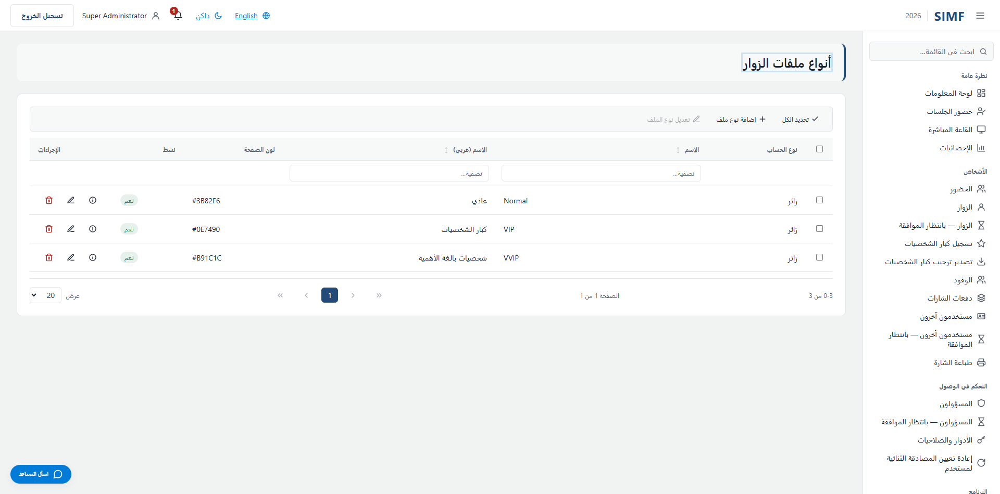 SIMF
2026
English
داكن
1
Super Administrator
تسجيل الخروج
ابحث في القائمة...
نظرة عامة
لوحة المعلومات
حضور الجلسات
القاعة المباشرة
الإحصائيات
الأشخاص
الحضور
الزوار
الزوار — بانتظار الموافقة
تسجيل كبار الشخصيات
تصدير ترحيب كبار الشخصيات
الوفود
دفعات الشارات
مستخدمون آخرون
مستخدمون آخرون — بانتظار
الموافقة
طباعة الشارة
التحكم في الوصول
المسؤولون
المسؤولون — بانتظار الموافقة
الأدوار والصلاحيات
إعادة تعيين المصادقة الثنائية
لمستخدم
البرنامج
أنواع ملفات الزوار
تحديد الكل
إضافة نوع ملف
تعديل نوع الملف
نوع الحساب الاسم الاسم (عربي) لون الصفحة نشط الإجراءات
تصفية... تصفية...
زائر Normal عادي #3B82F6 نعم
زائر VIP كبار الشخصيات #0E7490 نعم
زائر VVIP شخصيات بالغة الأهمية #B91C1C نعم
0-3 من 3
الصفحة 1 من 1
« ‹ 1 › »
عرض 20
اسأل المساعد